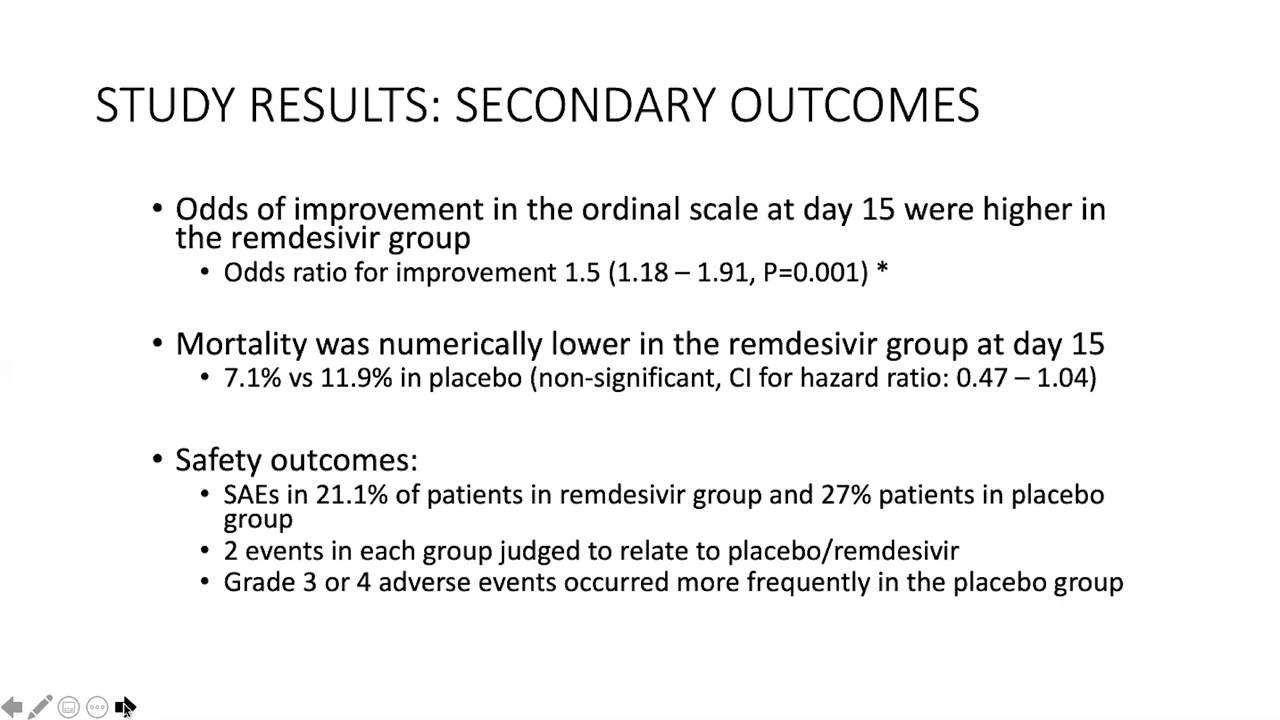 STUDY RESULTS: SECONDARY OUTCOMES
• Odds of improvement in the ordinal scale at day 15 were higher in
the remdesivir group
• Odds ratio for improvement 1.5 (1.18 – 1.91, P=0.001) *
• Mortality was numerically lower in the remdesivir group at day 15
• 7.1% vs 11.9% in placebo (non-significant, CI for hazard ratio: 0.47 – 1.04)
• Safety outcomes:
• SAEs in 21.1% of patients in remdesivir group and 27% patients in placebo
group
• 2 events in each group judged to relate to placebo/remdesivir
• Grade 3 or 4 adverse events occurred more frequently in the placebo group